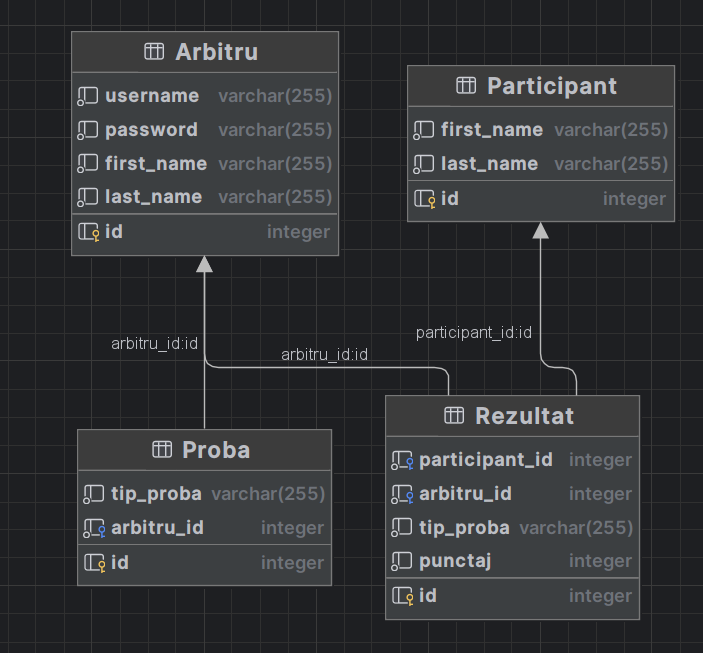 Arbitru
username varchar(255)
password varchar(255)
first_name varchar(255)
last_name varchar(255)
id integer
Participant
first_name varchar(255)
last_name varchar(255)
id integer
arbitru_id:id
arbitru_id:id
participant_id:id
Proba
tip_proba varchar(255)
arbitru_id integer
id integer
Rezultat
participant_id integer
arbitru_id integer
tip_proba varchar(255)
punctaj integer
id integer